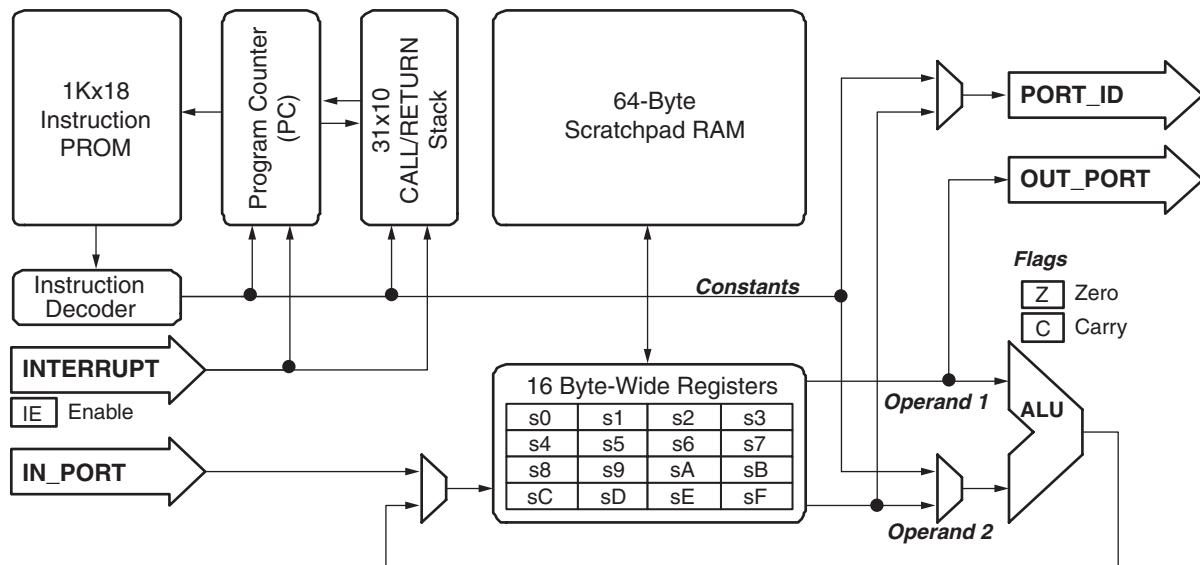 1Kx18
Instruction
PROM
Program Counter
(PC)
31x10
CALL/RETURN
Stack
64-Byte
Scratchpad RAM
PORT_ID
OUT_PORT
Instruction
Decoder
Constants
Flags
Z Zero
C Carry
INTERRUPT
IE Enable
IN_PORT
16 Byte-Wide Registers
s0 s1 s2 s3
s4 s5 s6 s7
s8 s9 sA sB
sC sD sE sF
Operand 1
ALU
Operand 2